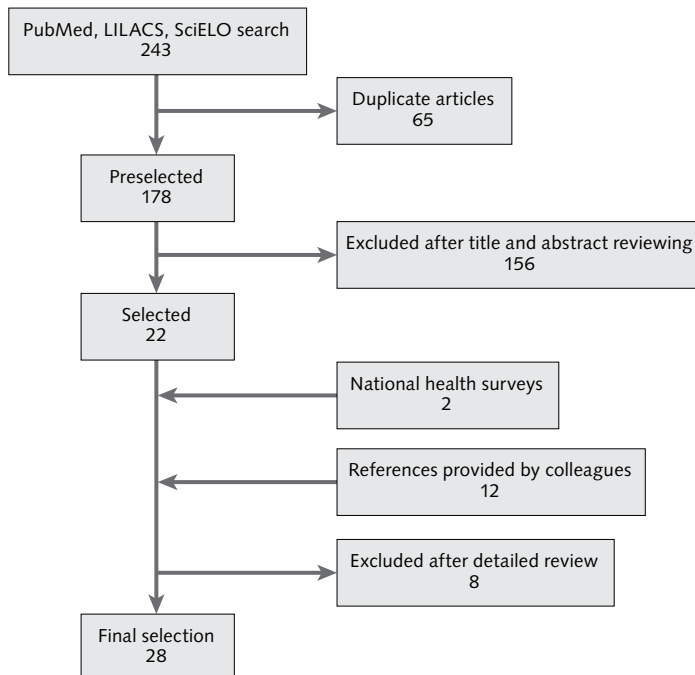 PubMed, LILACS, SciELO search
243
Duplicate articles
65
Preselected
178
Excluded after title and abstract reviewing
156
Selected
22
National health surveys
2
References provided by colleagues
12
Excluded after detailed review
8
Final selection
28